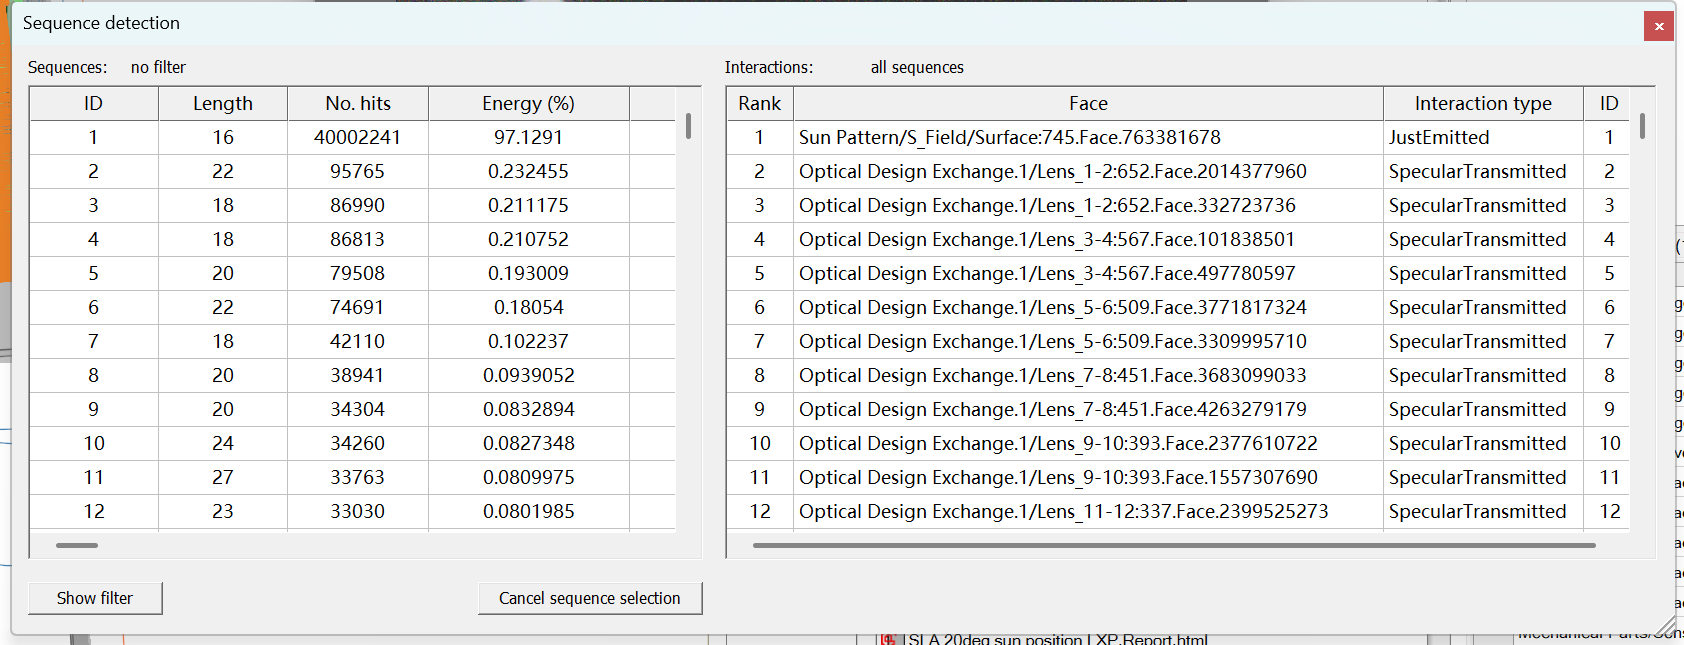 Sequence detection
Sequences: no filter
ID Length No. hits Energy (%)
1 16 40002241 97.1291
2 22 95765 0.232455
3 18 86990 0.211175
4 18 86813 0.210752
5 20 79508 0.193009
6 22 74691 0.18054
7 18 42110 0.102237
8 20 38941 0.0939052
9 20 34304 0.0832894
10 24 34260 0.0827348
11 27 33763 0.0809975
12 23 33030 0.0801985
Show filter
Cancel sequence selection
Interactions: all sequences
Rank Face Interaction type ID
1 Sun Pattern/S_Field/Surface:745.Face.763381678 JustEmitted 1
2 Optical Design Exchange.1/Lens_1-2:652.Face.2014377960 SpecularTransmitted 2
3 Optical Design Exchange.1/Lens_1-2:652.Face.332723736 SpecularTransmitted 3
4 Optical Design Exchange.1/Lens_3-4:567.Face.101838501 SpecularTransmitted 4
5 Optical Design Exchange.1/Lens_3-4:567.Face.497780597 SpecularTransmitted 5
6 Optical Design Exchange.1/Lens_5-6:509.Face.3771817324 SpecularTransmitted 6
7 Optical Design Exchange.1/Lens_5-6:509.Face.3309995710 SpecularTransmitted 7
8 Optical Design Exchange.1/Lens_7-8:451.Face.3683099033 SpecularTransmitted 8
9 Optical Design Exchange.1/Lens_7-8:451.Face.4263279179 SpecularTransmitted 9
10 Optical Design Exchange.1/Lens_9-10:393.Face.2377610722 SpecularTransmitted 10
11 Optical Design Exchange.1/Lens_9-10:393.Face.1557307690 SpecularTransmitted 11
12 Optical Design Exchange.1/Lens_11-12:337.Face.2399525273 SpecularTransmitted 12
SLA 20deg sun position LXP.Report.html